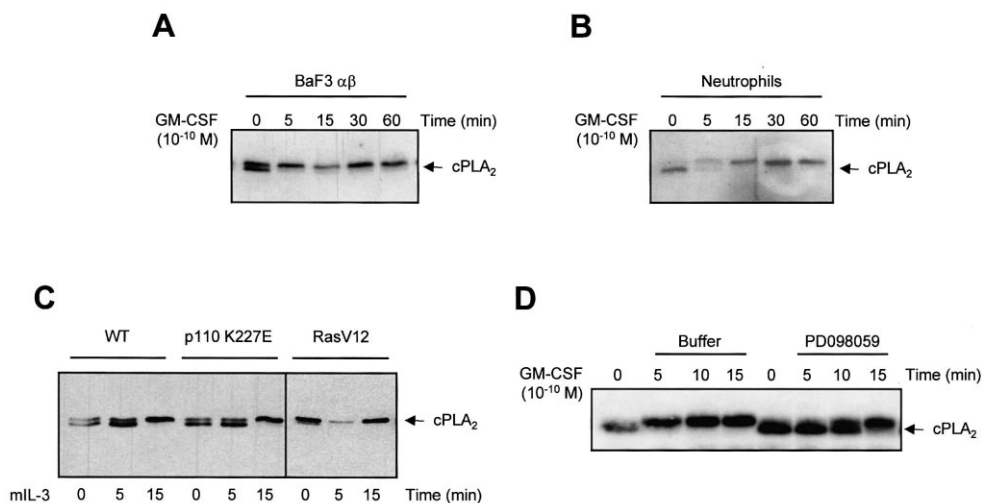 A
BaF3 αβ
GM-CSF 0 5 15 30 60 Time (min)
(10⁻¹⁰ M)
cPLA₂
B
Neutrophils
GM-CSF 0 5 15 30 60 Time (min)
(10⁻¹⁰ M)
cPLA₂
C
WT p110 K227E RasV12
cPLA₂
mIL-3 0 5 15 0 5 15 0 5 15 Time (min)
D
Buffer PD098059
GM-CSF 0 5 10 15 0 5 10 15 Time (min)
(10⁻¹⁰ M)
cPLA₂